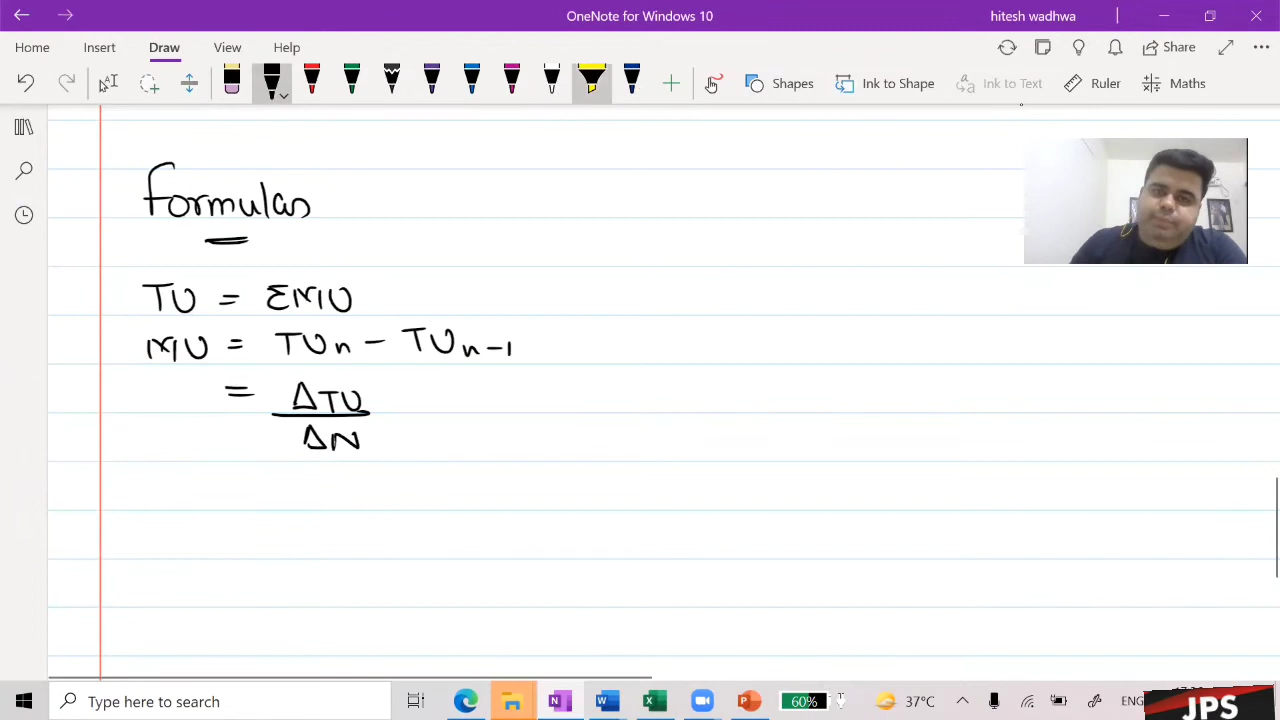 OneNote for Windows 10
hitesh wadhwa
Home Insert Draw View Help
Share
Shapes Ink to Shape Ink to Text Ruler Maths
formulas
TU = ΣMU
MU = TUn - TUn-1
= ΔTU
ΔN
Type here to search
60%
37°C
ENG
JPS